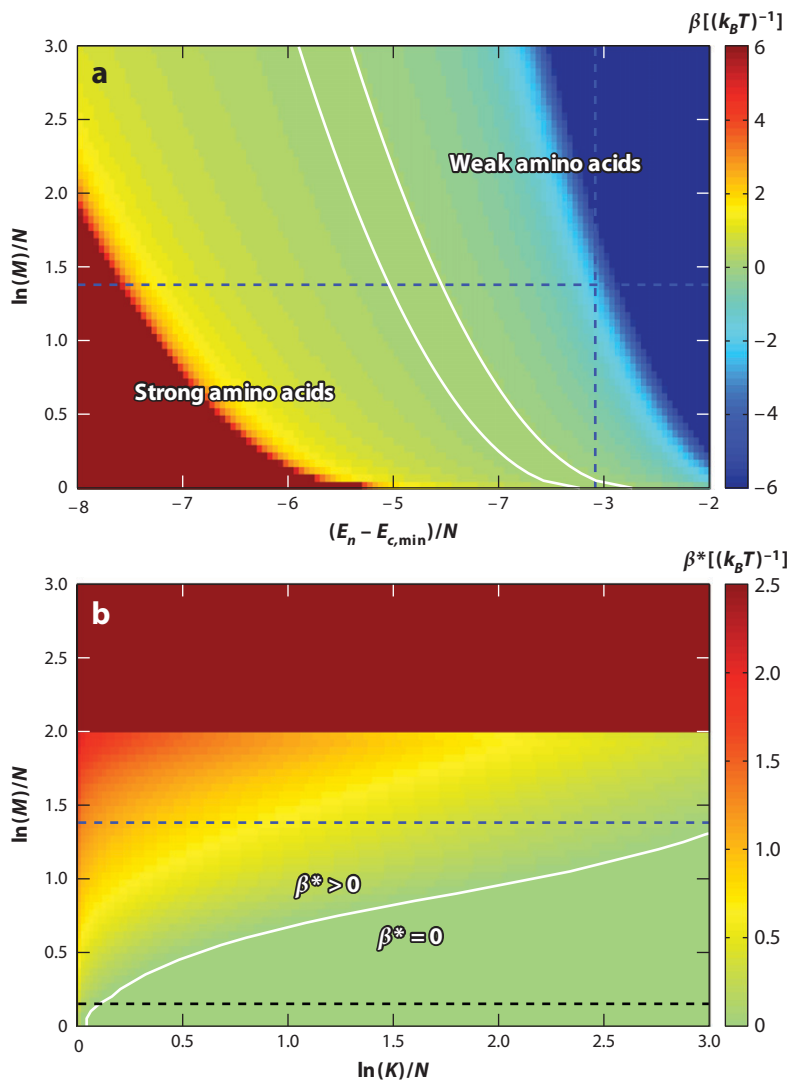 β [(k_BT)⁻¹]
a
3.0
2.5
2.0
1.5
1.0
0.5
0
ln(M)/N
Weak amino acids
Strong amino acids
6
4
2
0
−2
−4
−6
−8 −7 −6 −5 −7 −3 −2
(E_n − E_c,min)/N
β* [(k_BT)⁻¹]
b
3.0
2.5
2.0
1.5
1.0
0.5
0
ln(M)/N
β* > 0
β* = 0
2.5
2.0
1.5
1.0
0.5
0
0 0.5 1.0 1.5 2.0 2.5 3.0
ln(K)/N